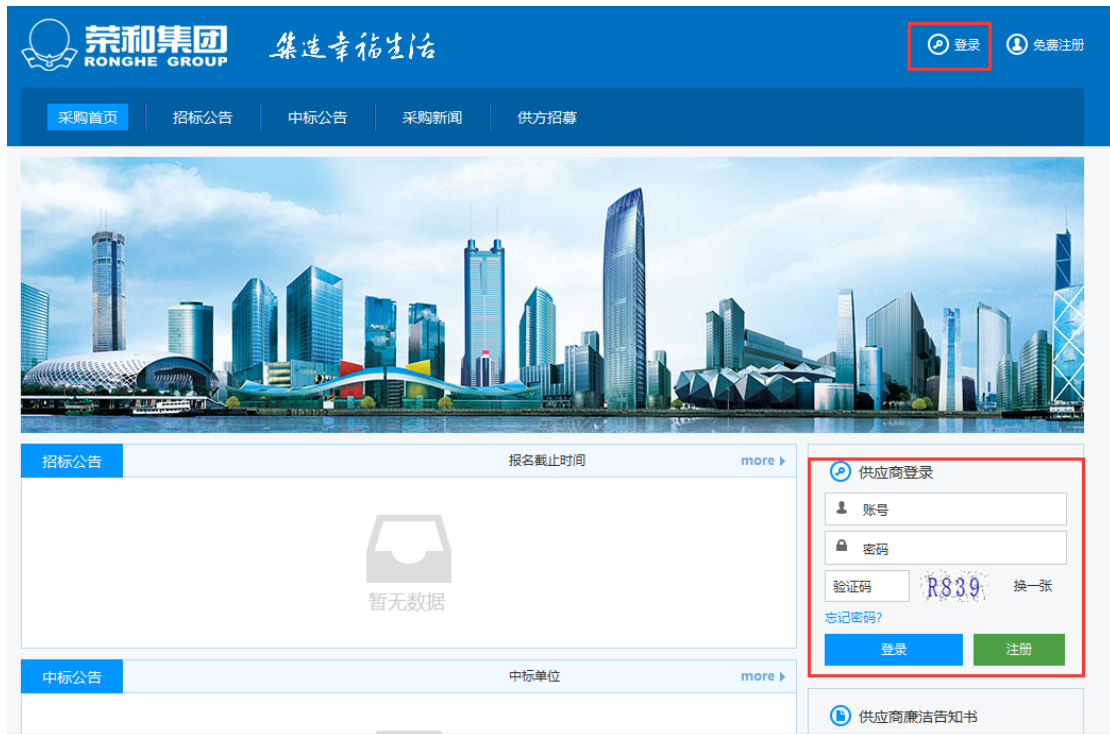 荣和集团
RONGHE GROUP
集造幸福生活
登录
免费注册
采购首页 招标公告 中标公告 采购新闻 供方招募
招标公告 报名截止时间 more
暂无数据
中标公告 中标单位 more
供应商登录
账号
密码
验证码 R839 换一张
忘记密码?
登录 注册
供应商廉洁告知书